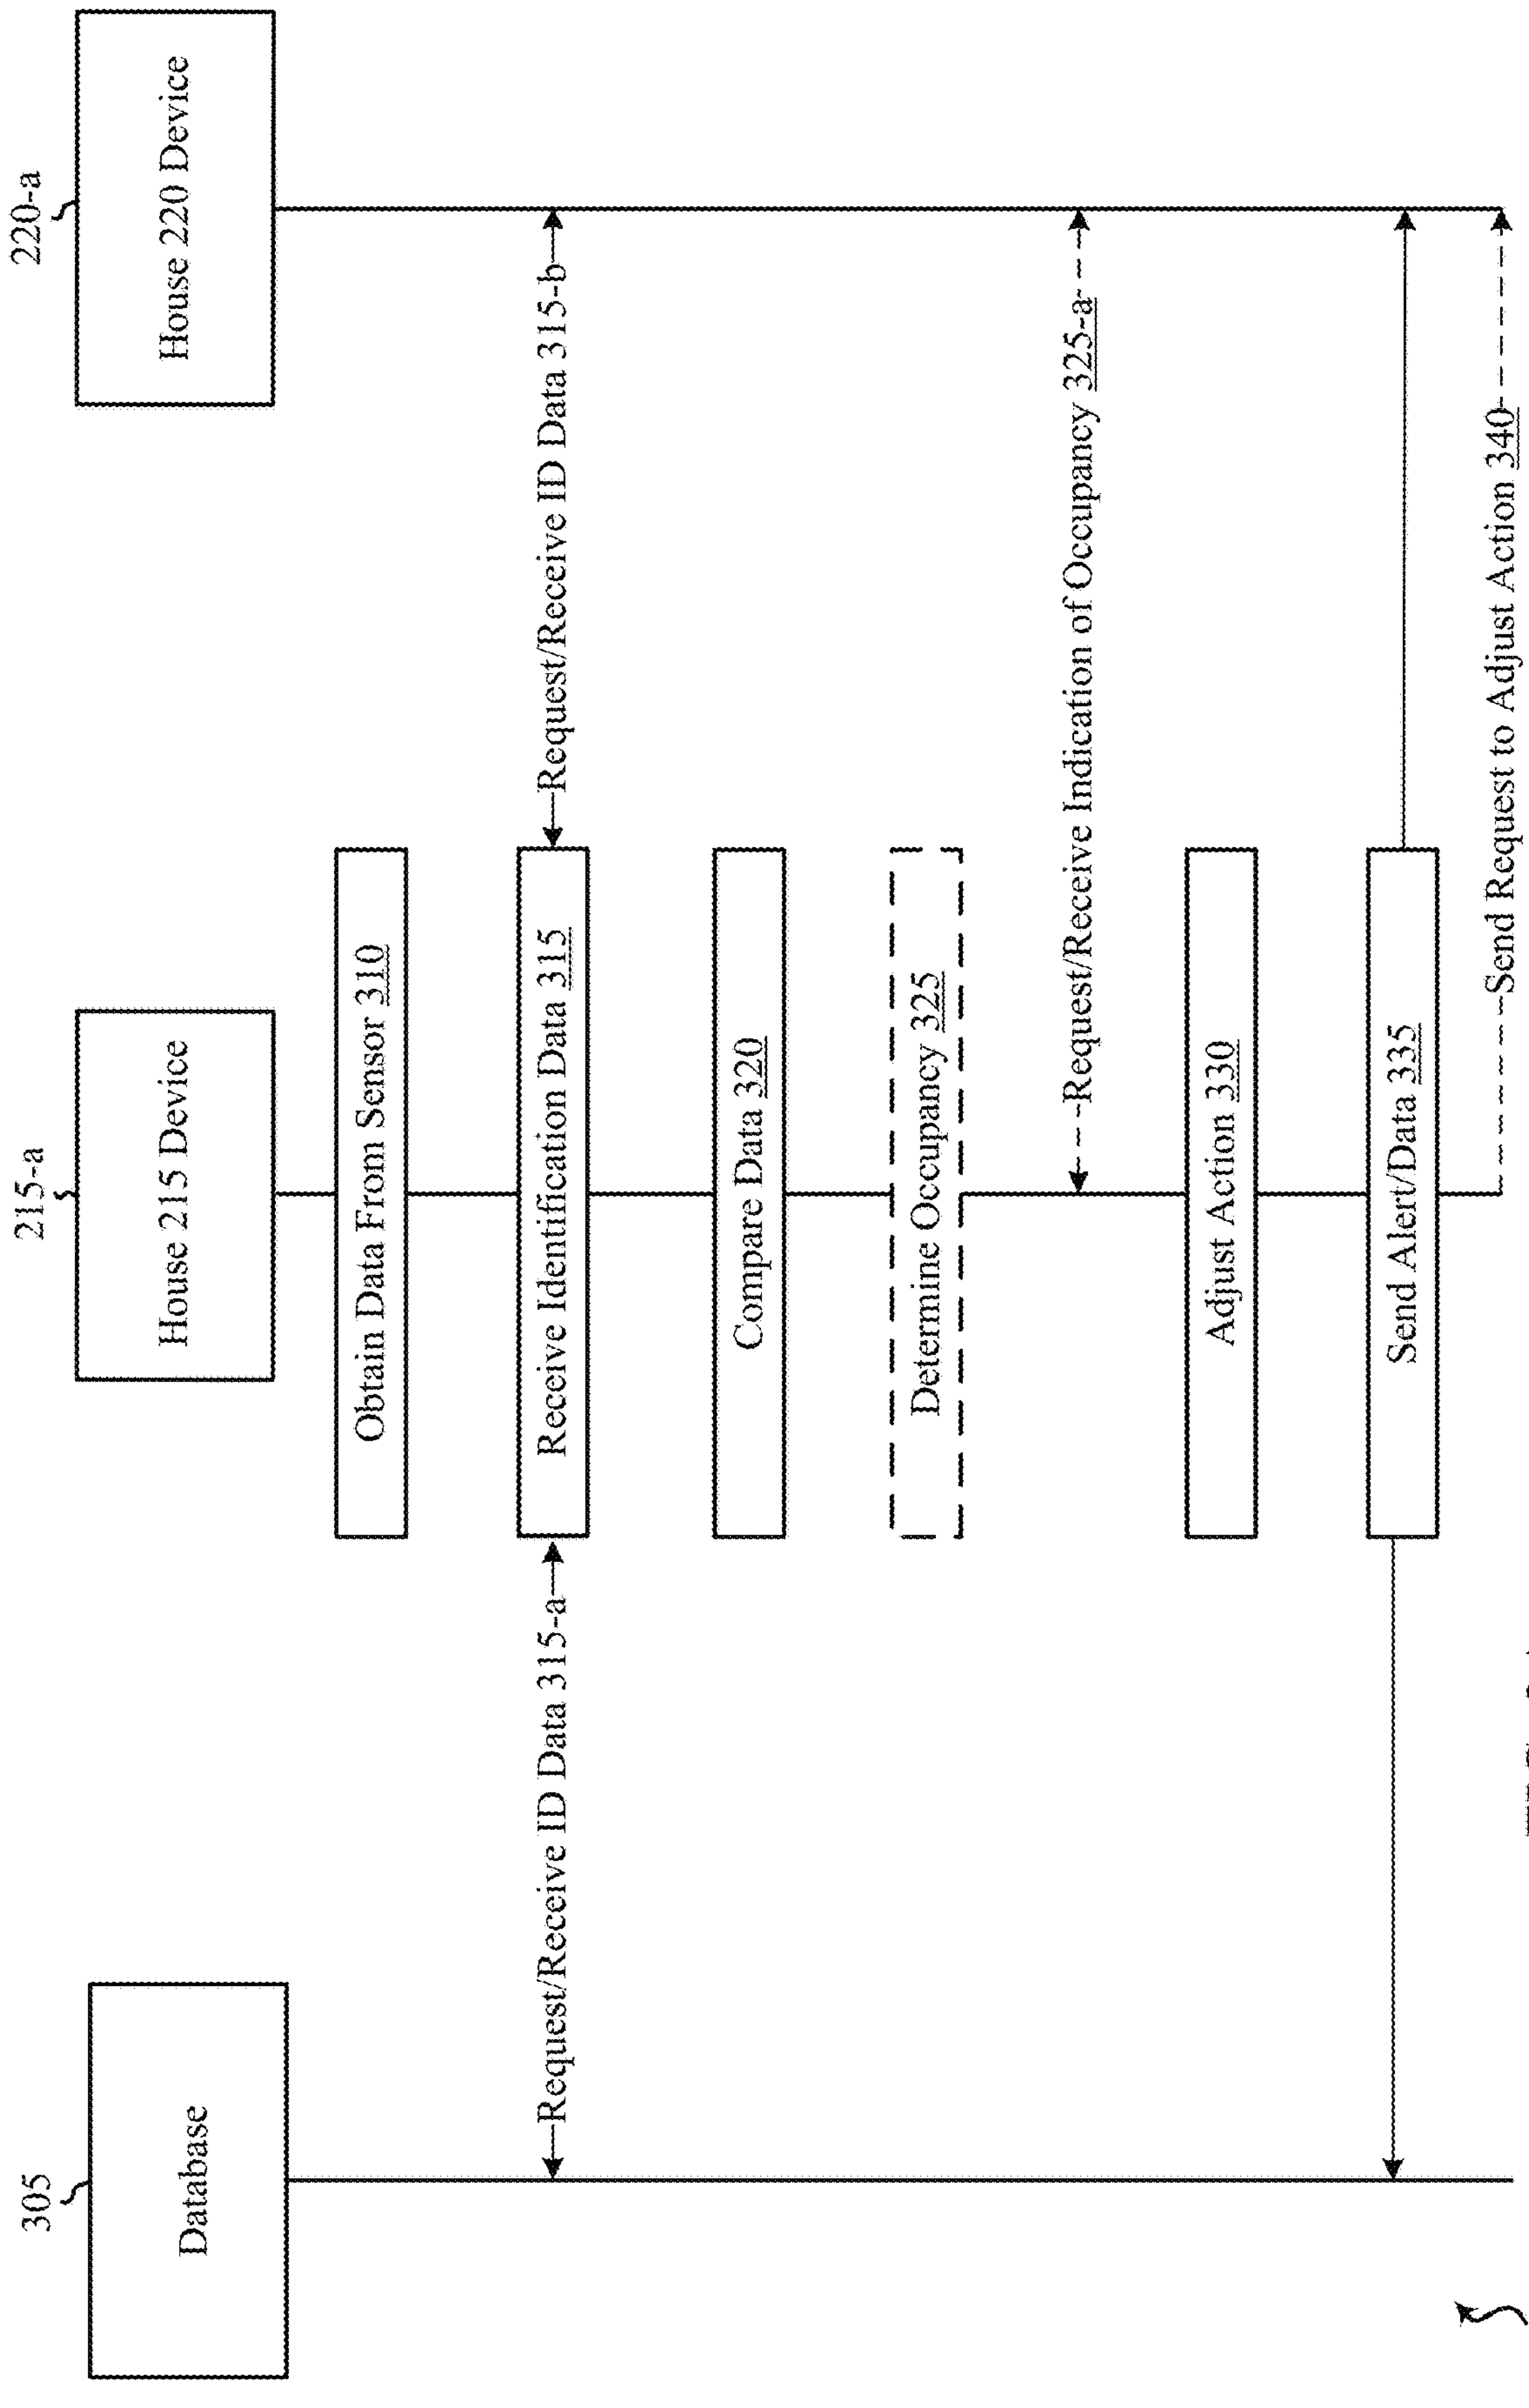 305
215-a
220-a
Database
House 215 Device
House 220 Device
Obtain Data From Sensor 310
Request/Receive ID Data 315-a
Receive Identification Data 315
Request/Receive ID Data 315-b
Compare Data 320
Determine Occupancy 325
Request/Receive Indication of Occupancy 325-a
Adjust Action 330
Send Alert/Data 335
Send Request to Adjust Action 340